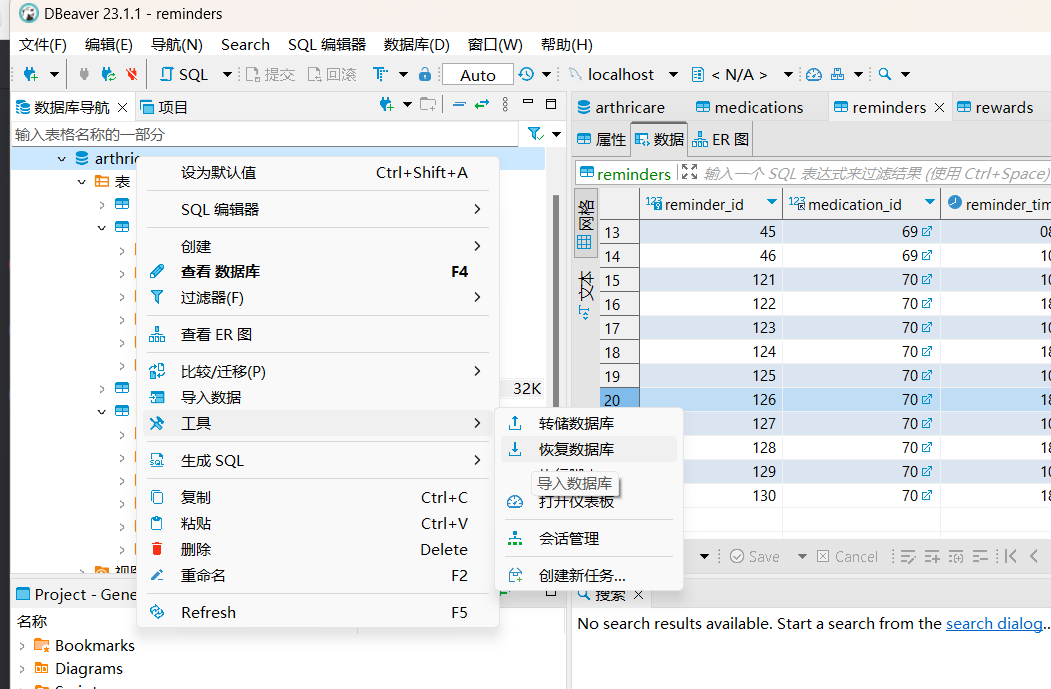 DBeaver 23.1.1 - reminders
文件(F) 编辑(E) 导航(N) Search SQL 编辑器 数据库(D) 窗口(W) 帮助(H)
SQL 提交 回滚 Auto localhost < N/A >
数据库导航 项目
输入表格名称的一部分
表
32K
设为默认值 Ctrl+Shift+A
SQL 编辑器
创建
查看 数据库 F4
过滤器(F)
查看 ER 图
比较/迁移(P)
导入数据
工具
生成 SQL
复制 Ctrl+C
粘贴 Ctrl+V
删除 Delete
重命名 F2
Refresh F5
转储数据库
恢复数据库
导入数据库
打开仪表板
会话管理
创建新任务...
arthricare medications reminders rewards
属性 数据 ER 图
reminders 输入一个 SQL 表达式来过滤结果 (使用 Ctrl+Space)
网格
文本
reminder_id medication_id reminder_tim
13 45 69 08
14 46 69 10
15 121 70 10
16 122 70 18
17 123 70 10
18 124 70 18
19 125 70 10
20 126 70 18
127 70 10
128 70 18
129 70 10
130 70 18
Save Cancel
Project - Gene
名称
Bookmarks
Diagrams
搜索
No search results available. Start a search from the search dialog...